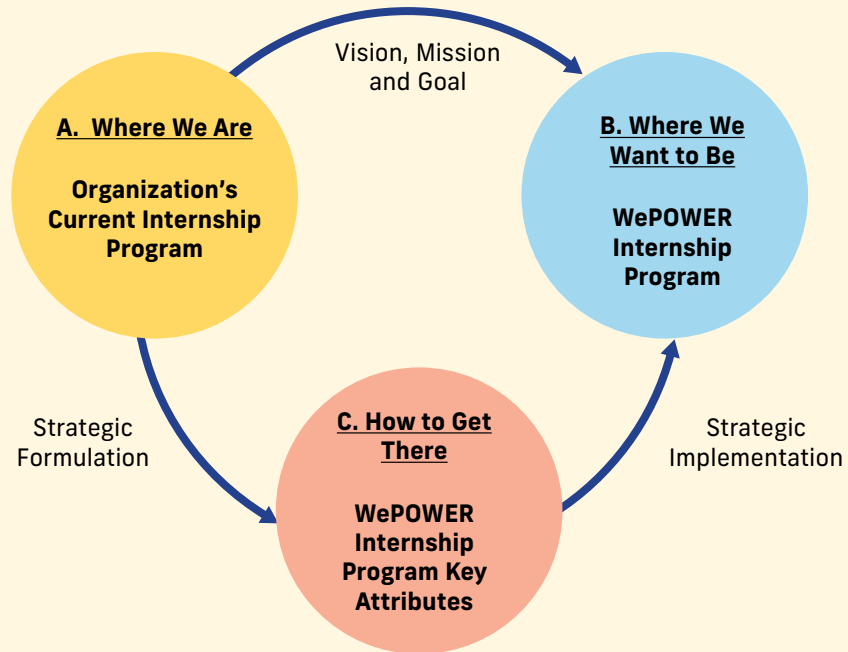 Vision, Mission
and Goal
A. Where We Are
Organization’s
Current Internship
Program
B. Where We
Want to Be
WePOWER
Internship
Program
Strategic
Formulation
C. How to Get
There
WePOWER
Internship
Program Key
Attributes
Strategic
Implementation